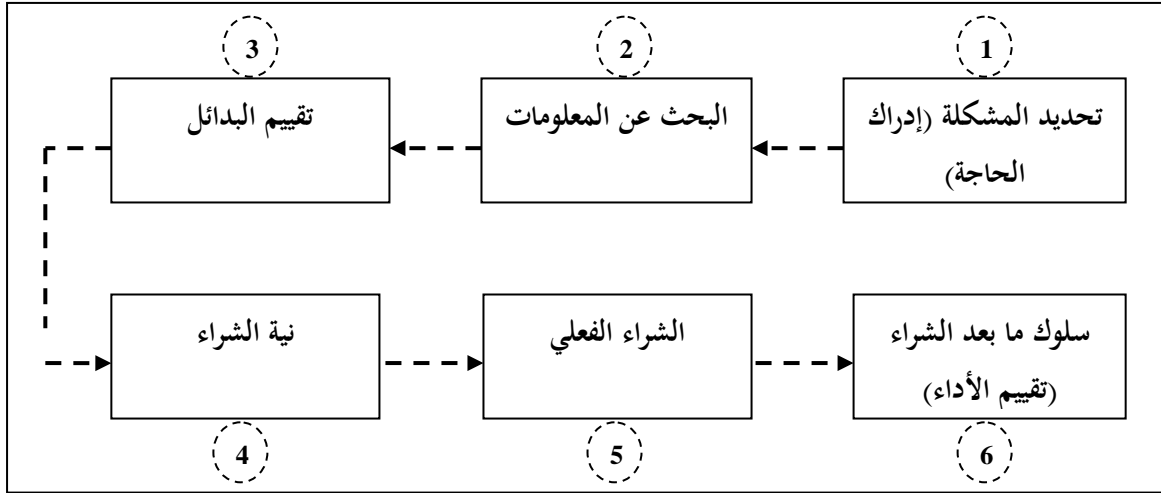 1
تحديد المشكلة (إدراك
الحاجة)
2
البحث عن المعلومات
3
تقييم البدائل
نية الشراء
4
الشراء الفعلي
5
سلوك ما بعد الشراء
(تقييم الأداء)
6